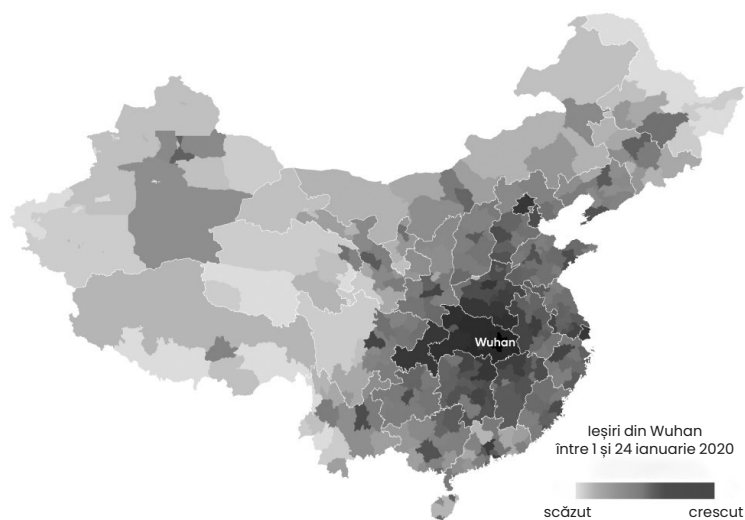 Wuhan
Ieșiri din Wuhan
între 1 și 24 ianuarie 2020
scăzut crescut